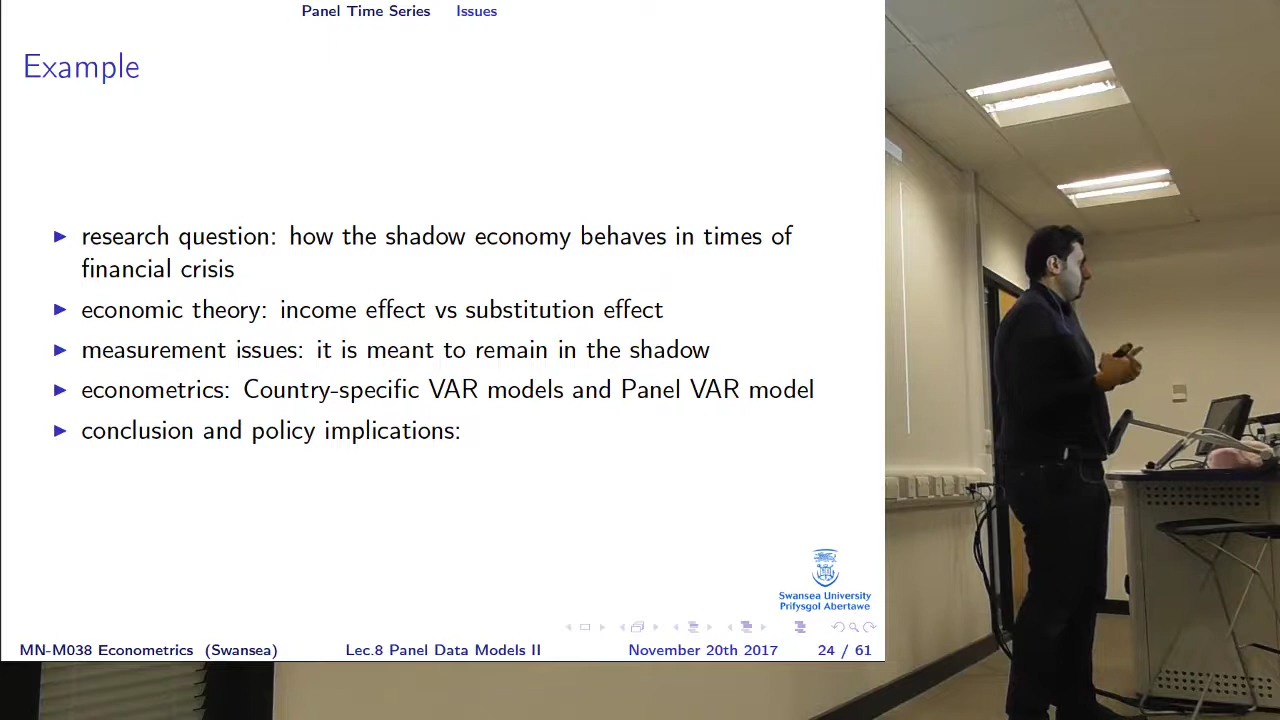 Panel Time Series Issues
Example
research question: how the shadow economy behaves in times of
financial crisis
economic theory: income effect vs substitution effect
measurement issues: it is meant to remain in the shadow
econometrics: Country-specific VAR models and Panel VAR model
conclusion and policy implications:
Swansea University
Prifysgol Abertawe
MN-M038 Econometrics (Swansea) Lec.8 Panel Data Models II November 20th 2017 24 / 61